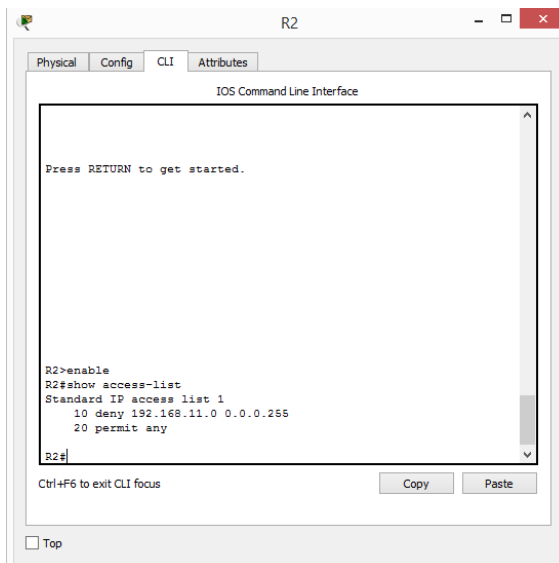 R2
Physical Config CLI Attributes
IOS Command Line Interface
Press RETURN to get started.
R2>enable
R2#show access-list
Standard IP access list 1
    10 deny 192.168.11.0 0.0.0.255
    20 permit any
R2#
Ctrl+F6 to exit CLI focus
Copy Paste
Top